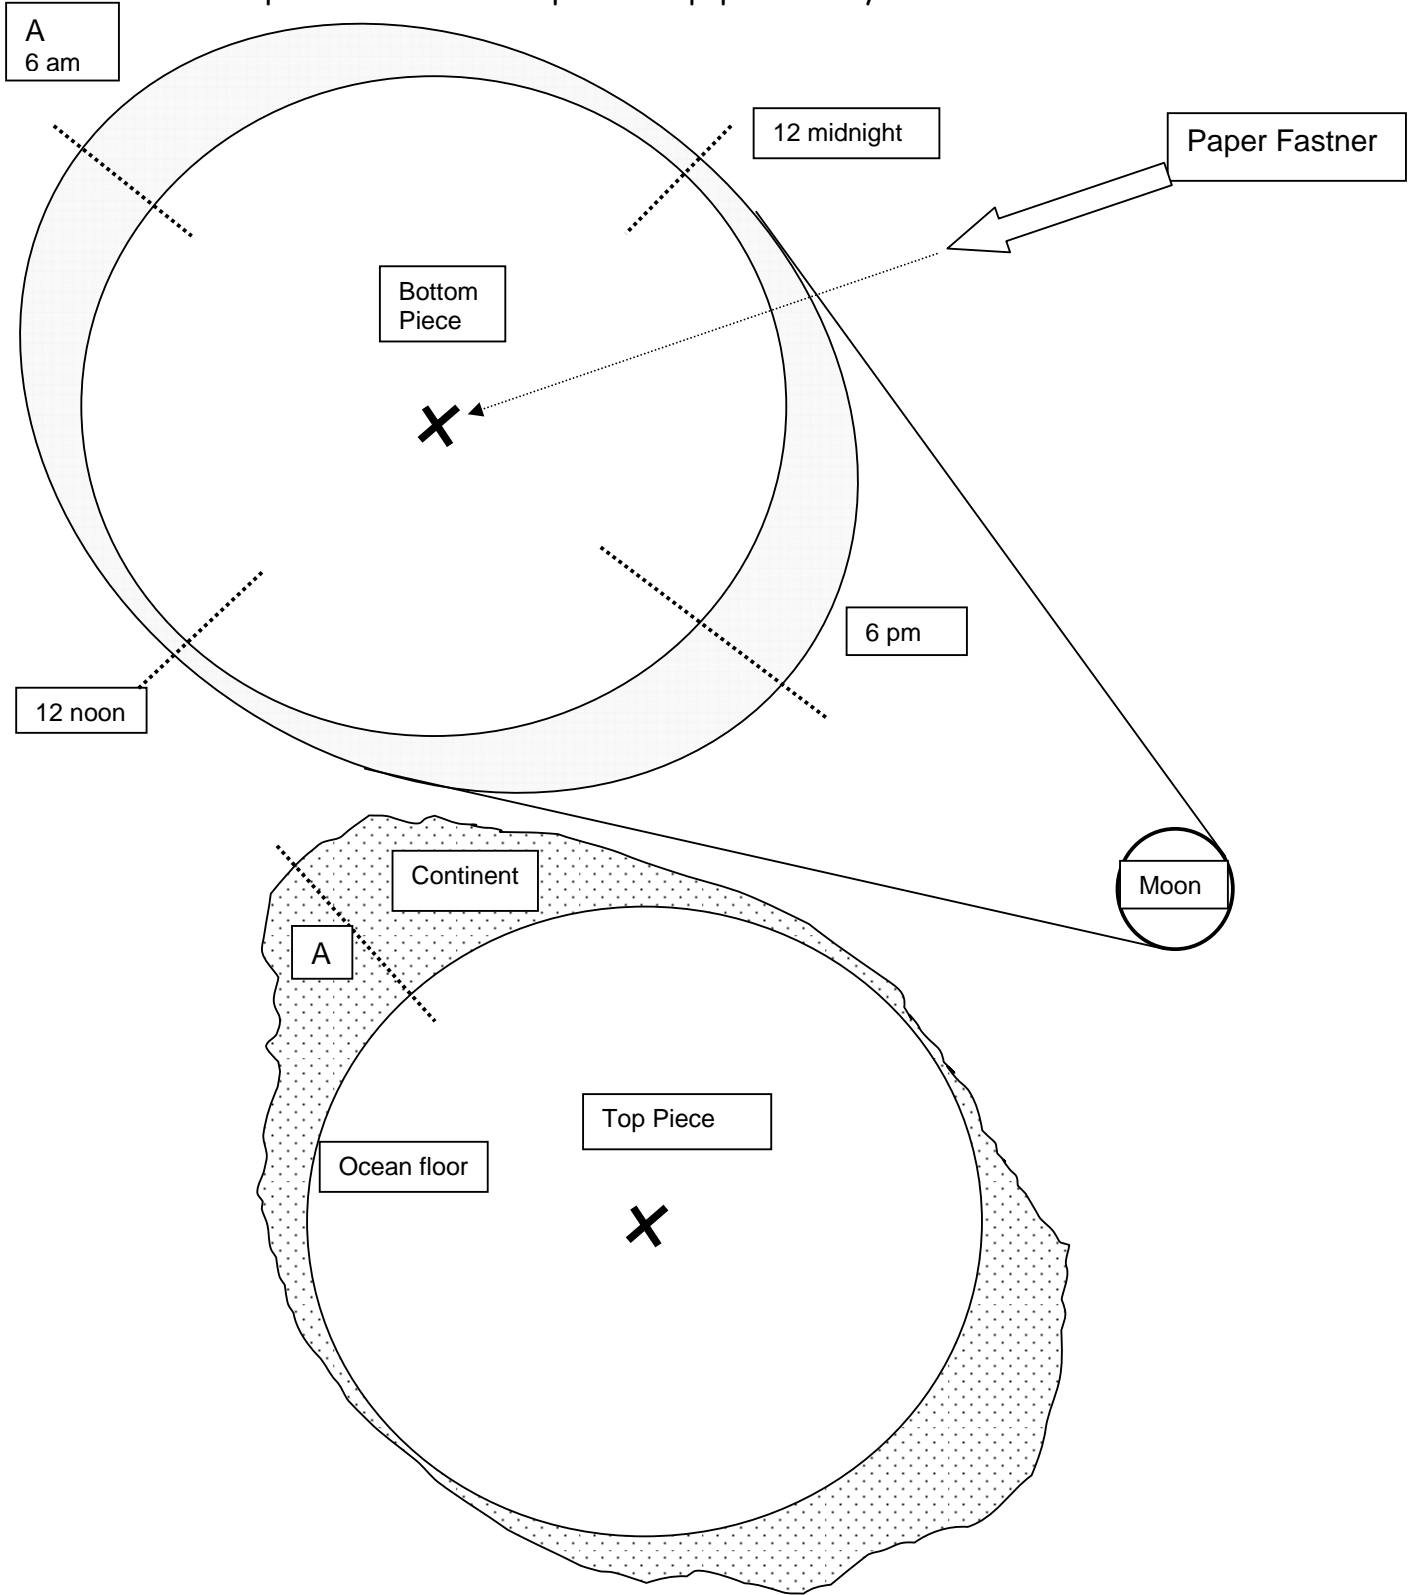 A
6 am
12 midnight
Paper Fastner
Bottom
Piece
6 pm
12 noon
Continent
Moon
A
Top Piece
Ocean floor